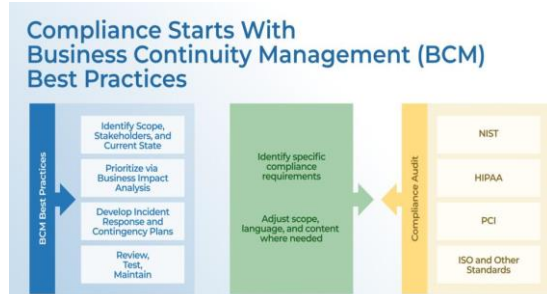 Compliance Starts With
Business Continuity Management (BCM)
Best Practices
BCM Best Practices
Identify Scope,
Stakeholders, and
Current State
Prioritize via
Business Impact
Analysis
Develop Incident
Response and
Contingency Plans
Review,
Test,
Maintain
Identify specific
compliance
requirements
Adjust scope,
language, and content
where needed
Compliance Audit
NIST
HIPAA
PCI
ISO and Other
Standards